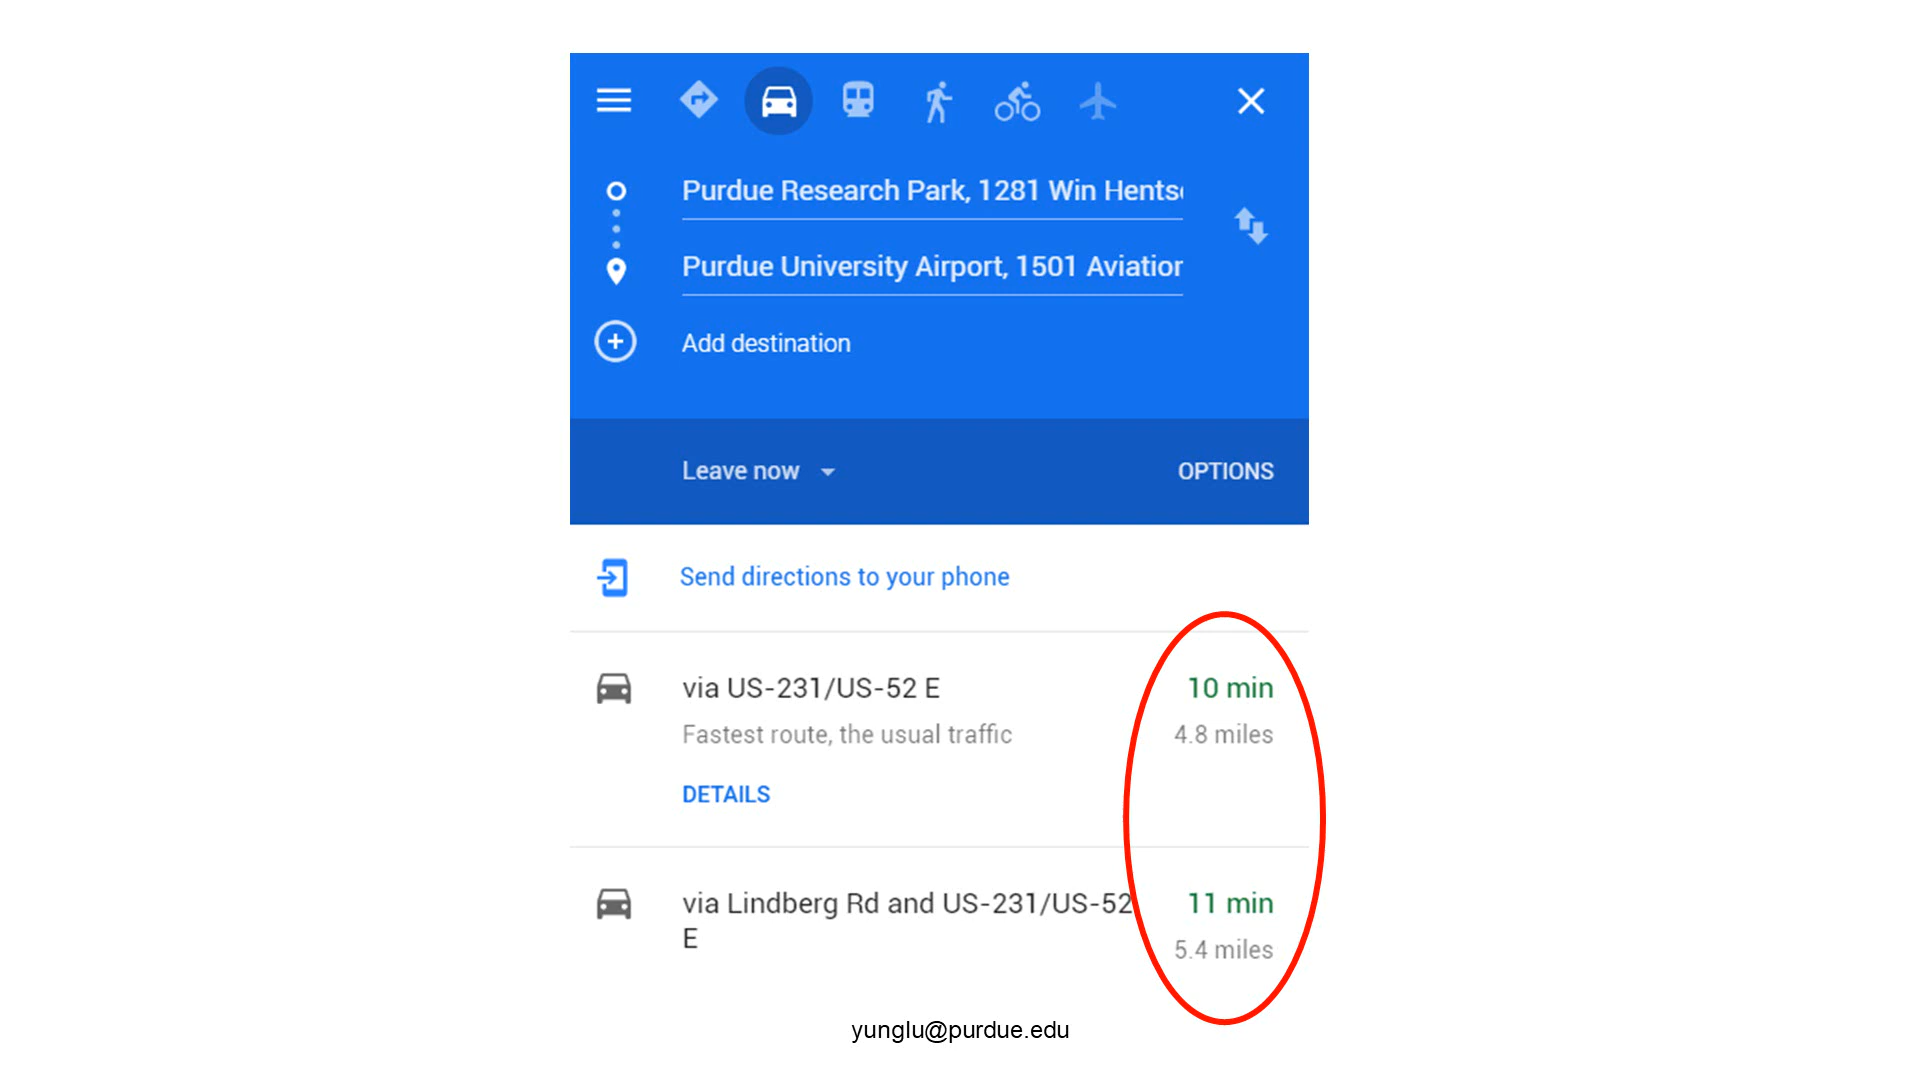 Purdue Research Park, 1281 Win Hents
Purdue University Airport, 1501 Aviation
Add destination
Leave now
OPTIONS
Send directions to your phone
via US-231/US-52 E
10 min
Fastest route, the usual traffic
4.8 miles
DETAILS
via Lindberg Rd and US-231/US-52
11 min
E
5.4 miles
yunglu@purdue.edu